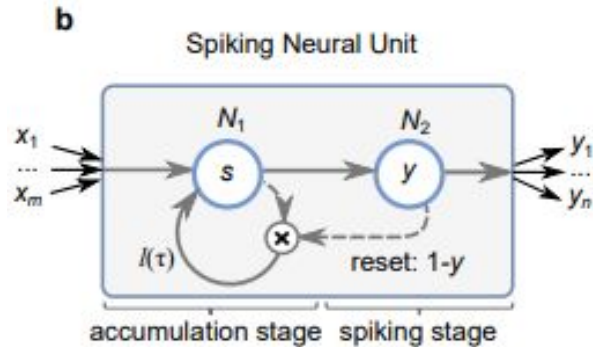 b
Spiking Neural Unit
N₁ N₂
x₁ y₁
... s y ...
xₘ yₙ
×
l(τ) reset: 1-y
accumulation stage spiking stage